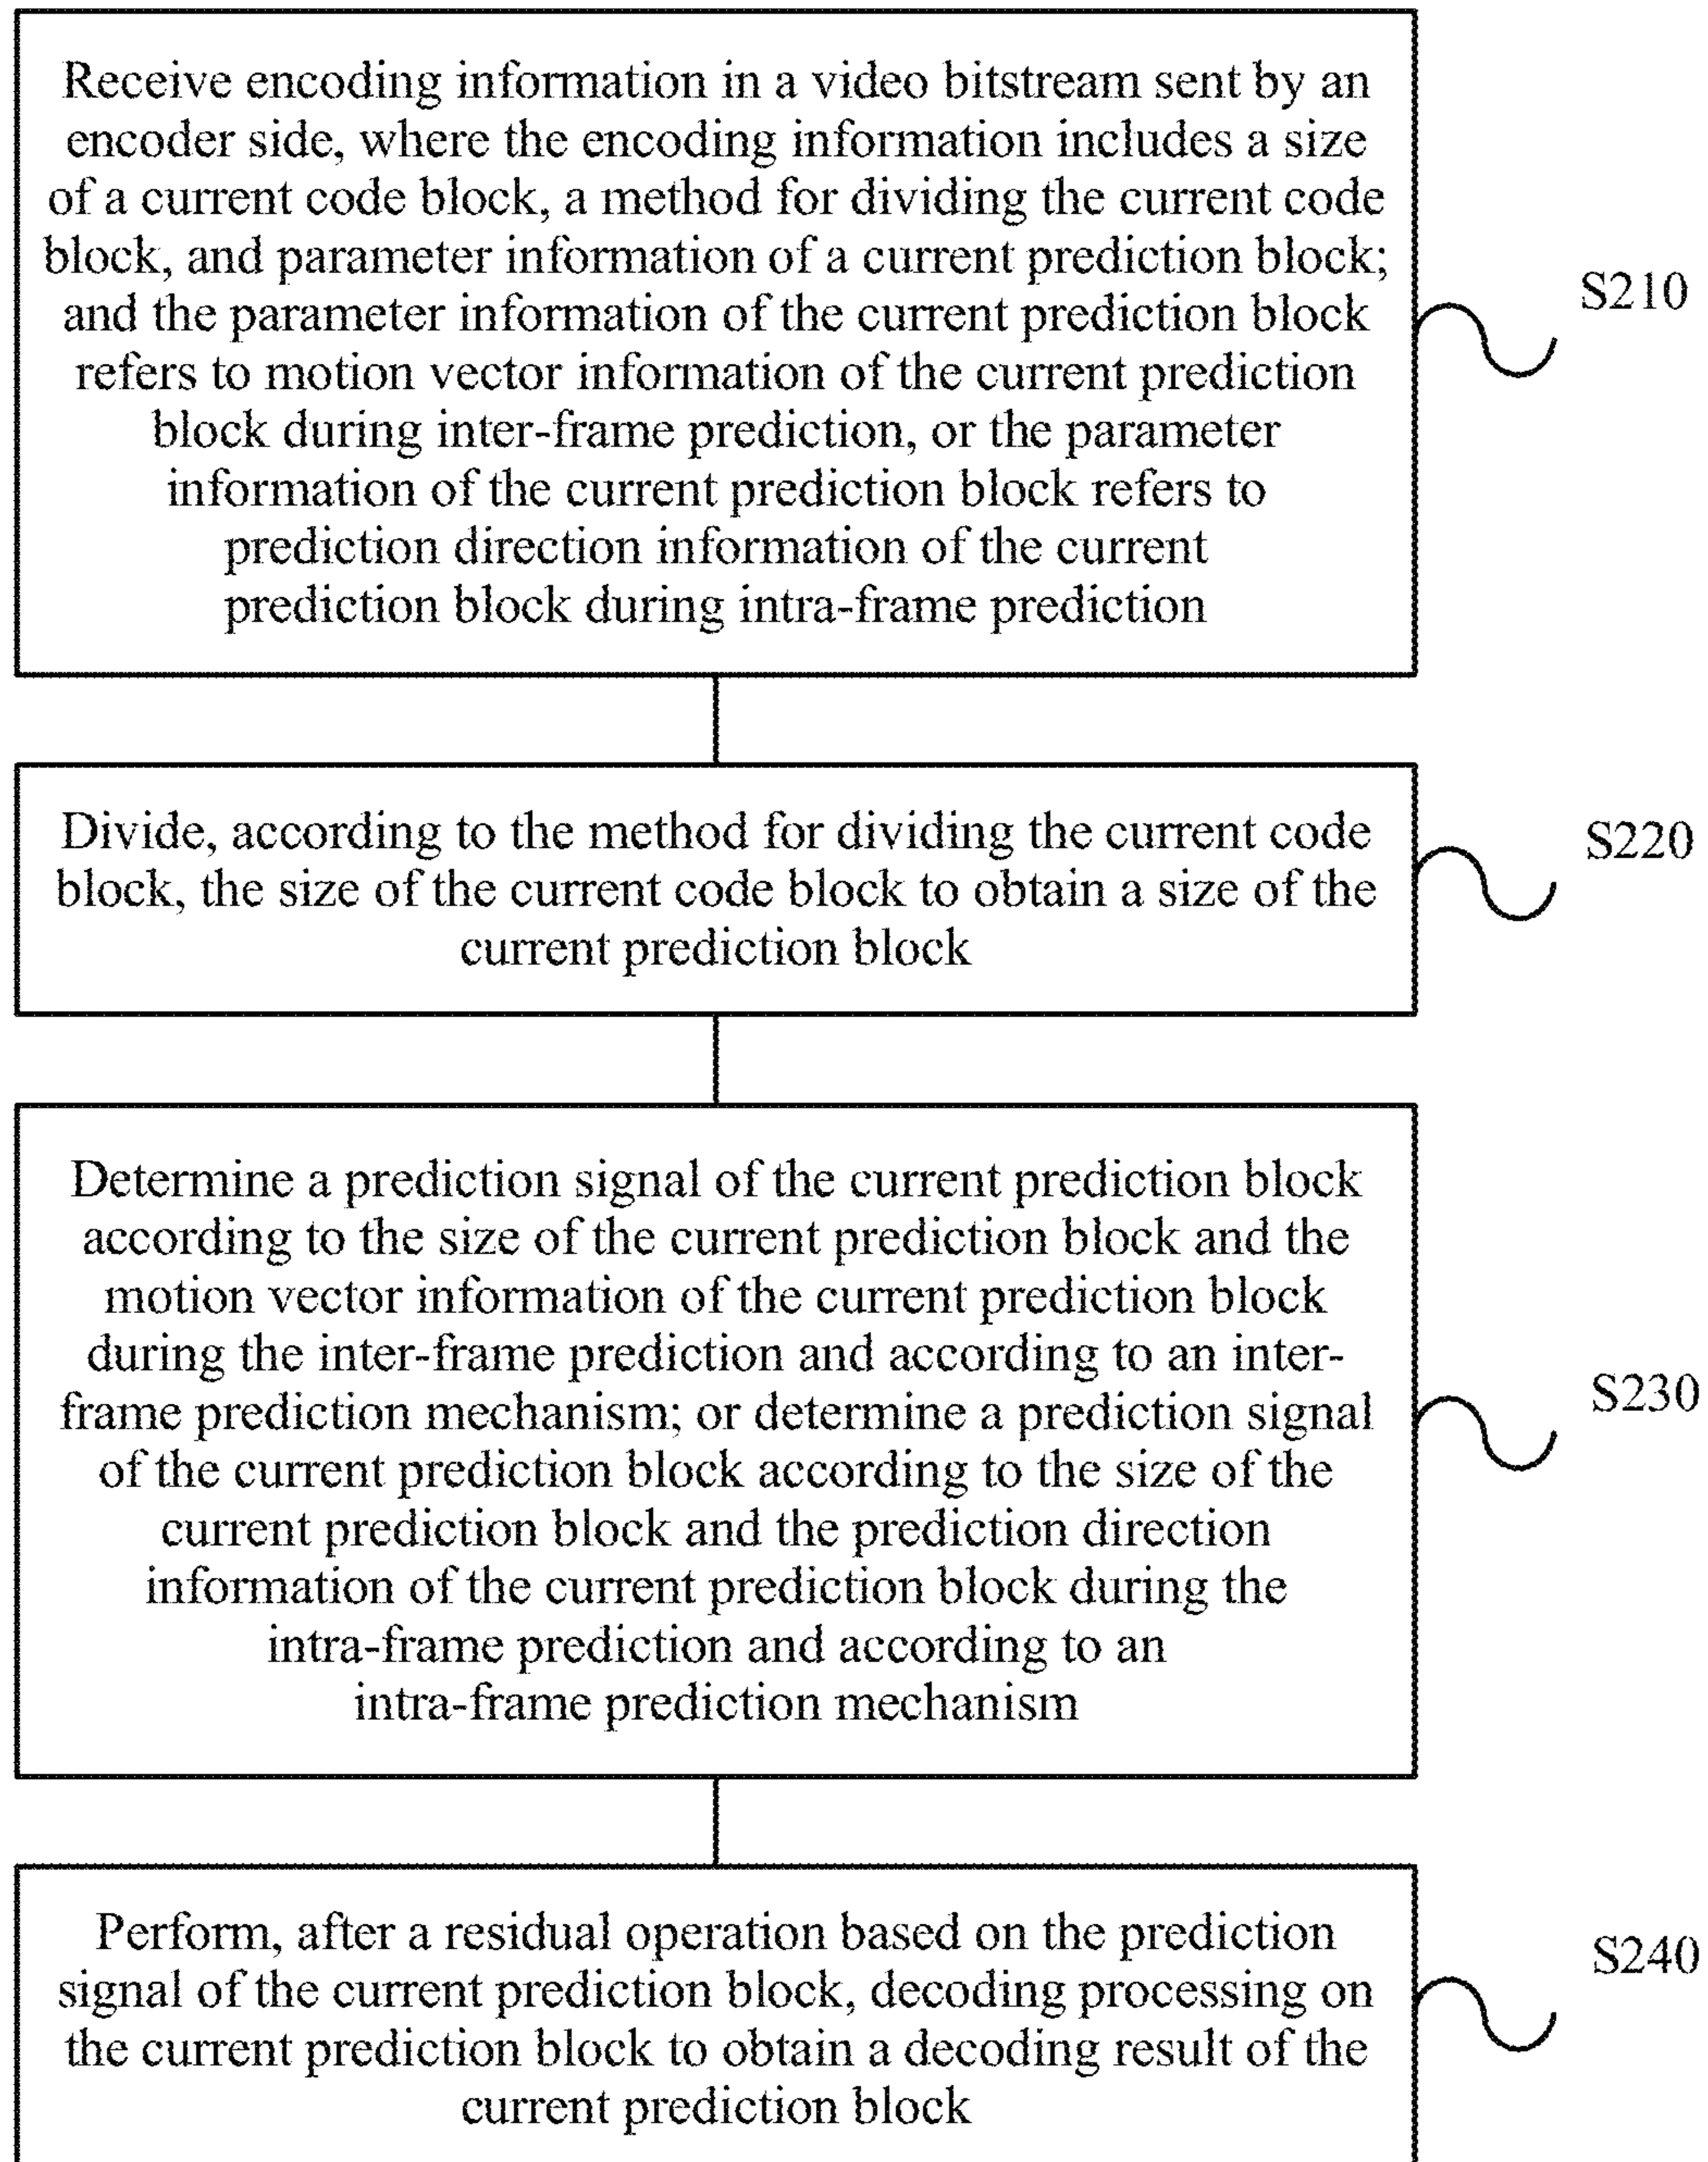 Receive encoding information in a video bitstream sent by an
encoder side, where the encoding information includes a size
of a current code block, a method for dividing the current code
block, and parameter information of a current prediction block;
and the parameter information of the current prediction block
refers to motion vector information of the current prediction
block during inter-frame prediction, or the parameter
information of the current prediction block refers to
prediction direction information of the current
prediction block during intra-frame prediction
S210
Divide, according to the method for dividing the current code
block, the size of the current code block to obtain a size of the
current prediction block
S220
Determine a prediction signal of the current prediction block
according to the size of the current prediction block and the
motion vector information of the current prediction block
during the inter-frame prediction and according to an inter-
frame prediction mechanism; or determine a prediction signal
of the current prediction block according to the size of the
current prediction block and the prediction direction
information of the current prediction block during the
intra-frame prediction and according to an
intra-frame prediction mechanism
S230
Perform, after a residual operation based on the prediction
signal of the current prediction block, decoding processing on
the current prediction block to obtain a decoding result of the
current prediction block
S240